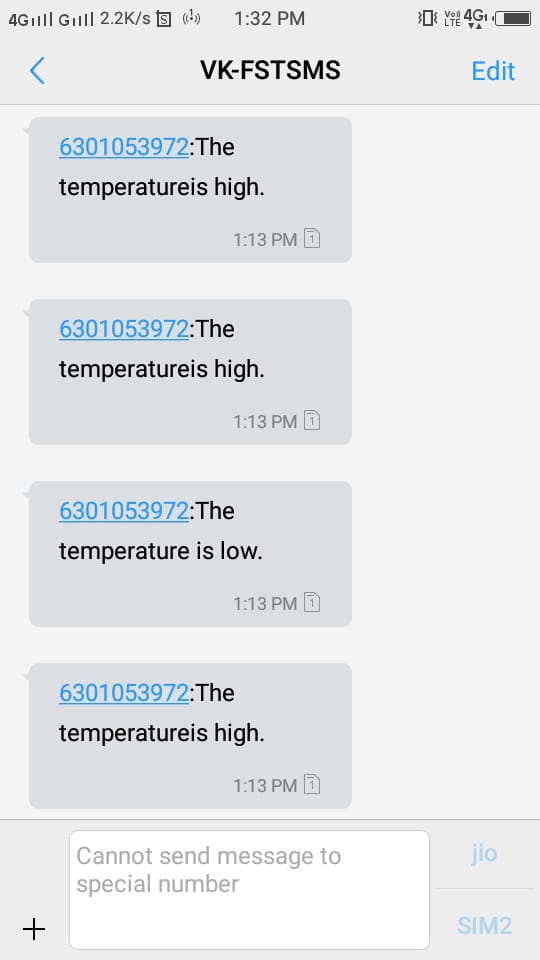 4G 4G 2.2K/s S 1:32 PM Vo)) LTE 4G
VK-FSTSMS
Edit
6301053972:The
temperatureis high.
1:13 PM 1
6301053972:The
temperatureis high.
1:13 PM 1
6301053972:The
temperature is low.
1:13 PM 1
6301053972:The
temperatureis high.
1:13 PM 1
Cannot send message to
special number
jio
+
SIM2